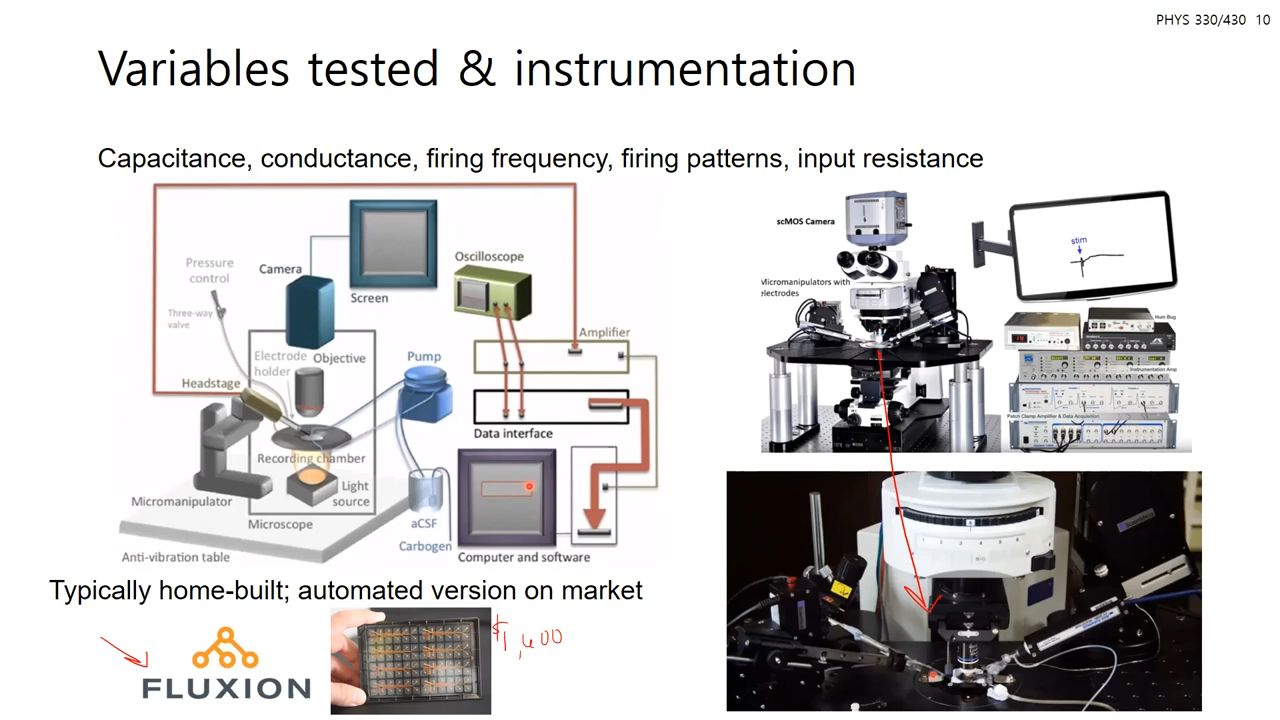 PHYS 330/430 10
Variables tested & instrumentation
Capacitance, conductance, firing frequency, firing patterns, input resistance
Pressure
control
Three-way
valve
Camera
Screen
Oscilloscope
Amplifier
Electrode
holder
Objective
Headstage
Pump
Data interface
Recording chamber
Light
source
Micromanipulator
Microscope
aCSF
Carbogen
Anti-vibration table
Computer and software
scMOS Camera
Micromanipulators with
electrodes
stim
Hum Bug
Instrumentation Amp
Patch Clamp Amplifier & Data Acquisition
Typically home-built; automated version on market
FLUXION
$1,600